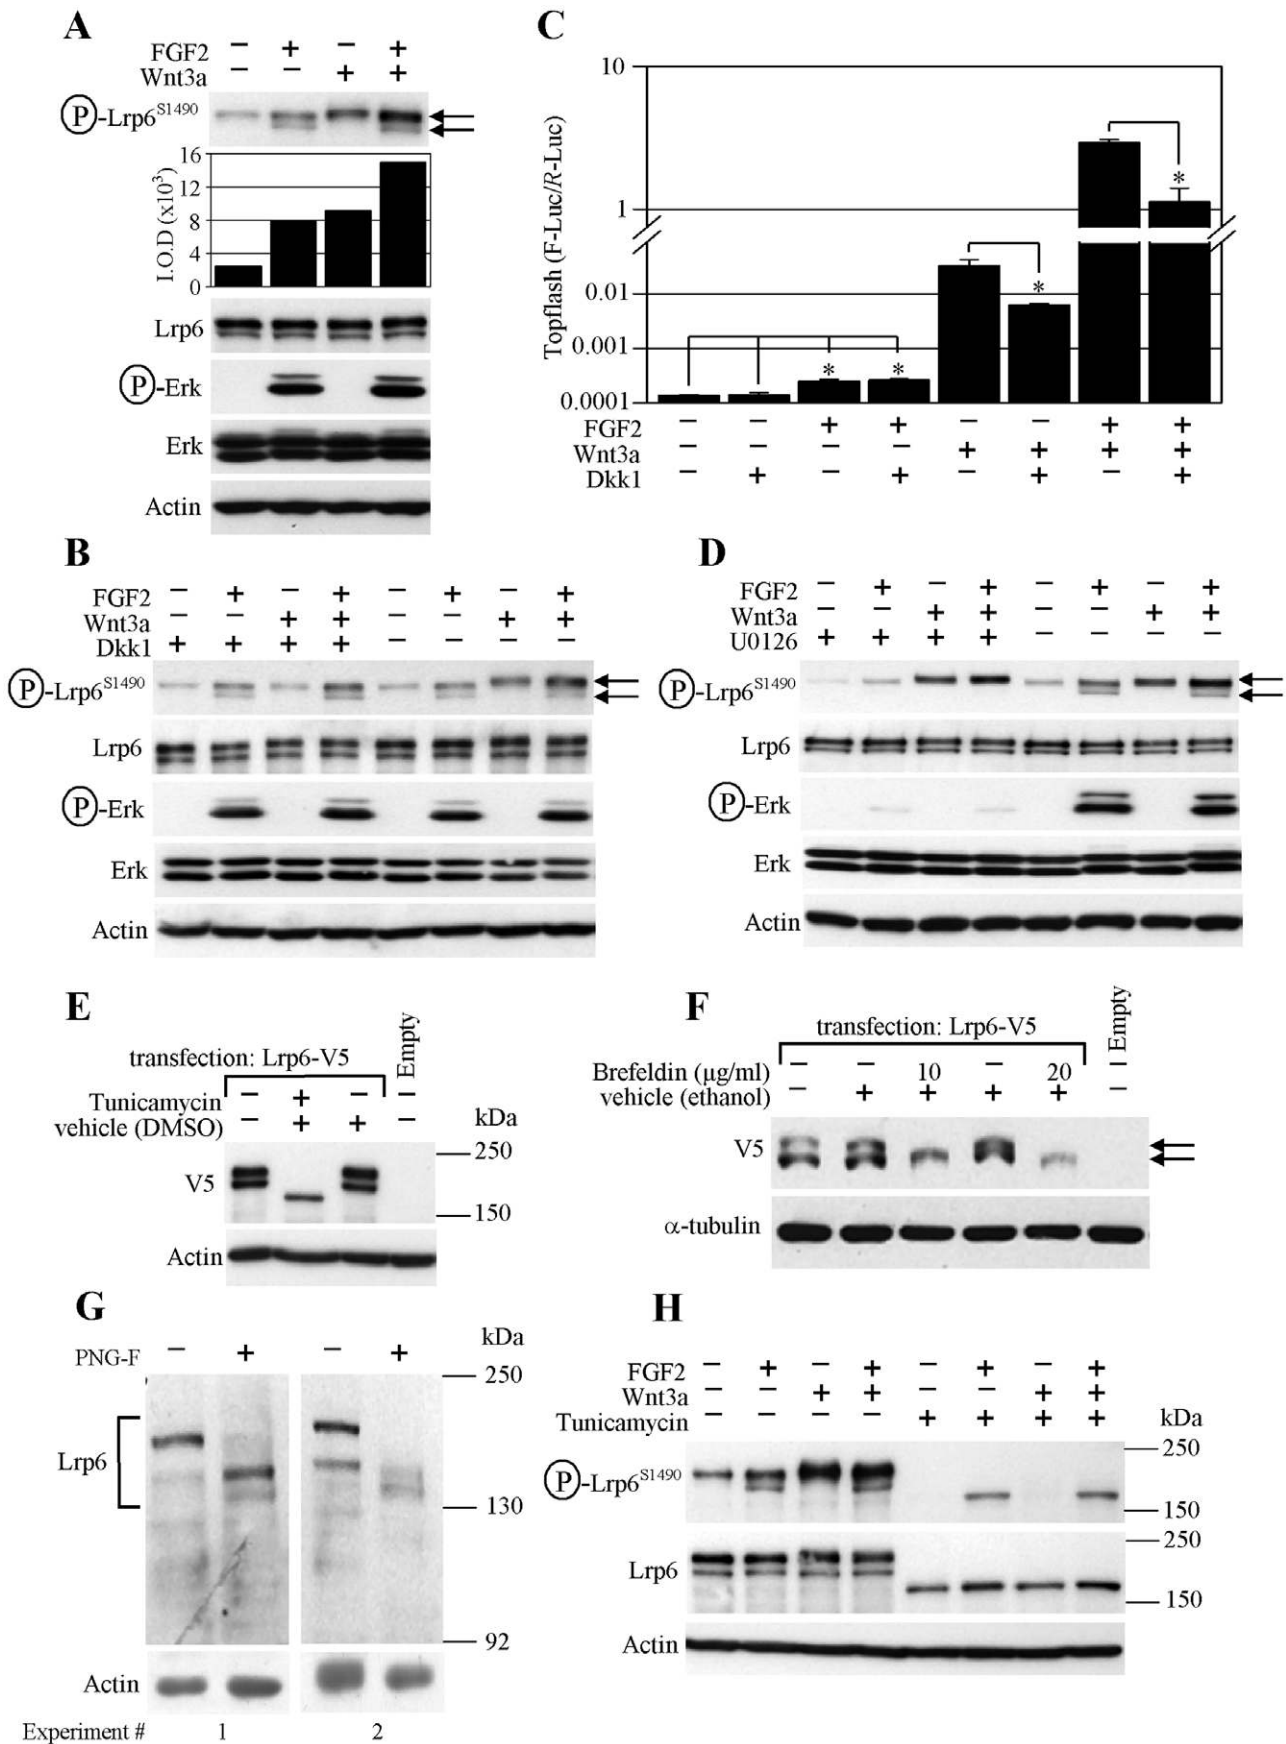 A
FGF2 − + − +
Wnt3a − − + +
P-Lrp6S1490
16
12
8
4
0
I.O.D (x10³)
Lrp6
P-Erk
Erk
Actin
C
10
1
0.01
0.001
0.0001
Topflash (F-Luc/R-Luc)
* * * *
FGF2 − − + + − − + +
Wnt3a − − − − + + + +
Dkk1 − + − + − + − +
B
FGF2 − + − + − + − +
Wnt3a − − + + − − + +
Dkk1 + + + + − − − −
P-Lrp6S1490
Lrp6
P-Erk
Erk
Actin
D
FGF2 − + − + − + − +
Wnt3a − − + + − − + +
U0126 + + + + − − − −
P-Lrp6S1490
Lrp6
P-Erk
Erk
Actin
E
transfection: Lrp6-V5
Empty
Tunicamycin − + − −
vehicle (DMSO) − + + −
kDa
250
V5
150
Actin
F
transfection: Lrp6-V5
Empty
Brefeldin (µg/ml) − − 10 − 20 −
vehicle (ethanol) − + + + + −
V5
α-tubulin
G
kDa
PNG-F − + − +
250
Lrp6
130
92
Actin
Experiment # 1 2
H
FGF2 − + − + − + − +
Wnt3a − − + + − − + +
Tunicamycin − − − − + + + + kDa
250
P-Lrp6S1490
150
250
Lrp6
150
Actin